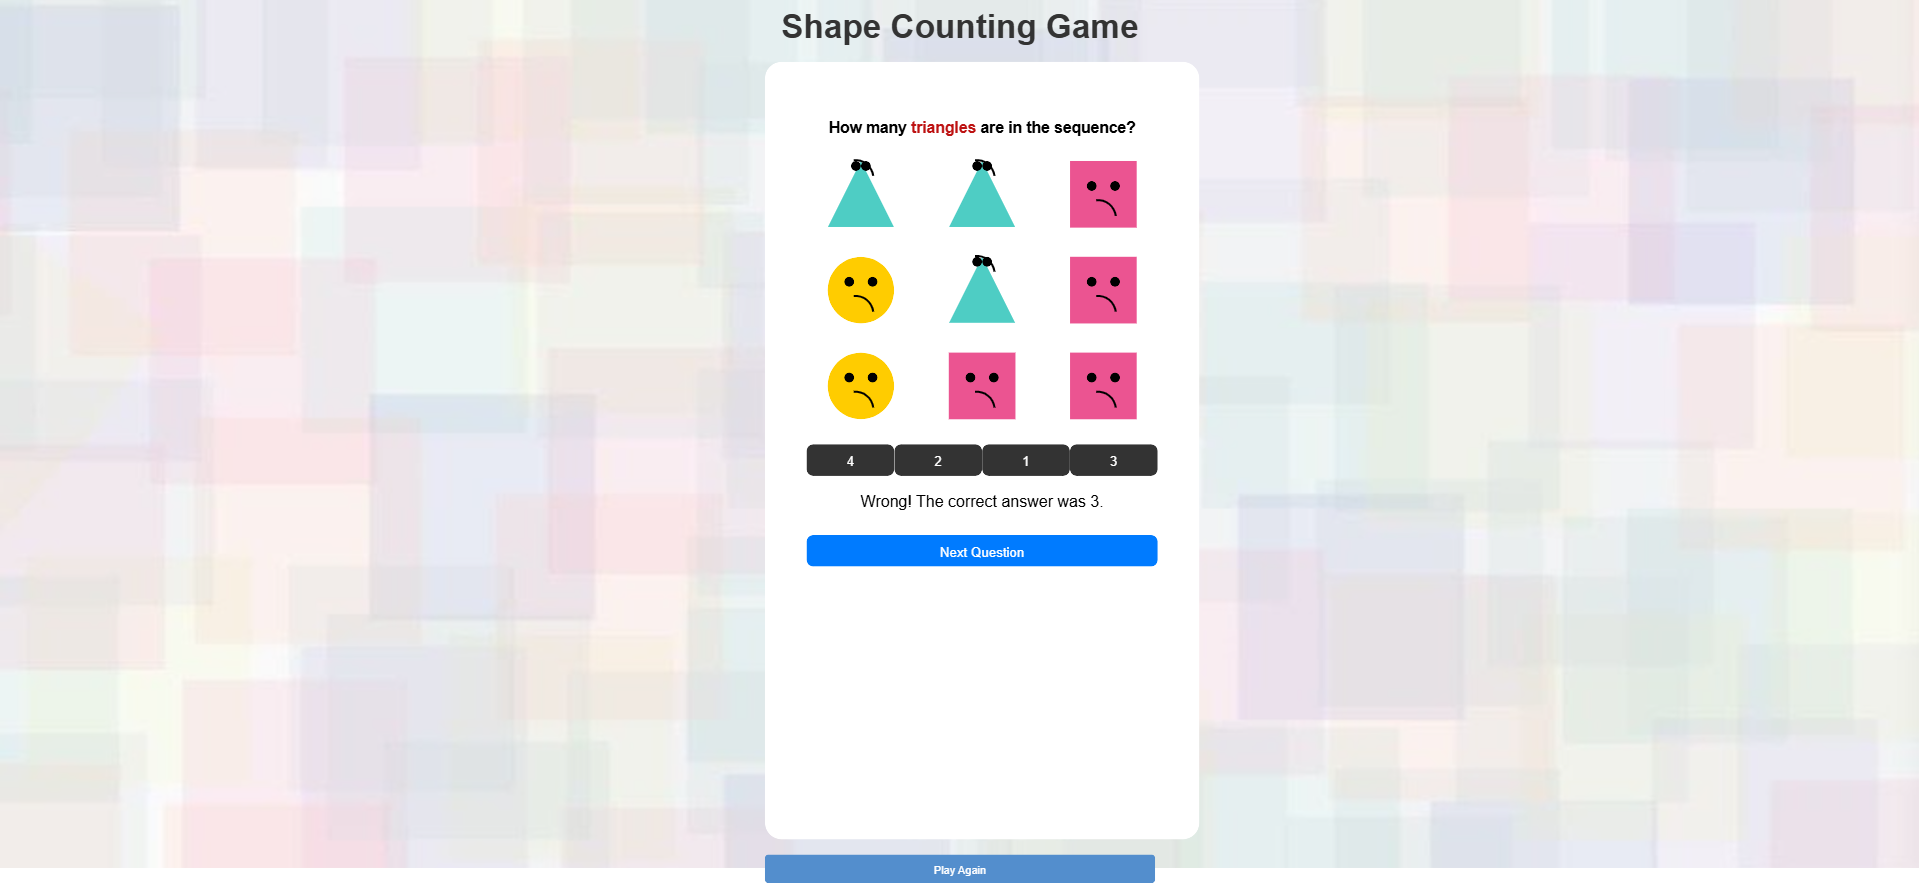 Shape Counting Game
How many triangles are in the sequence?
4 2 1 3
Wrong! The correct answer was 3.
Next Question
Play Again